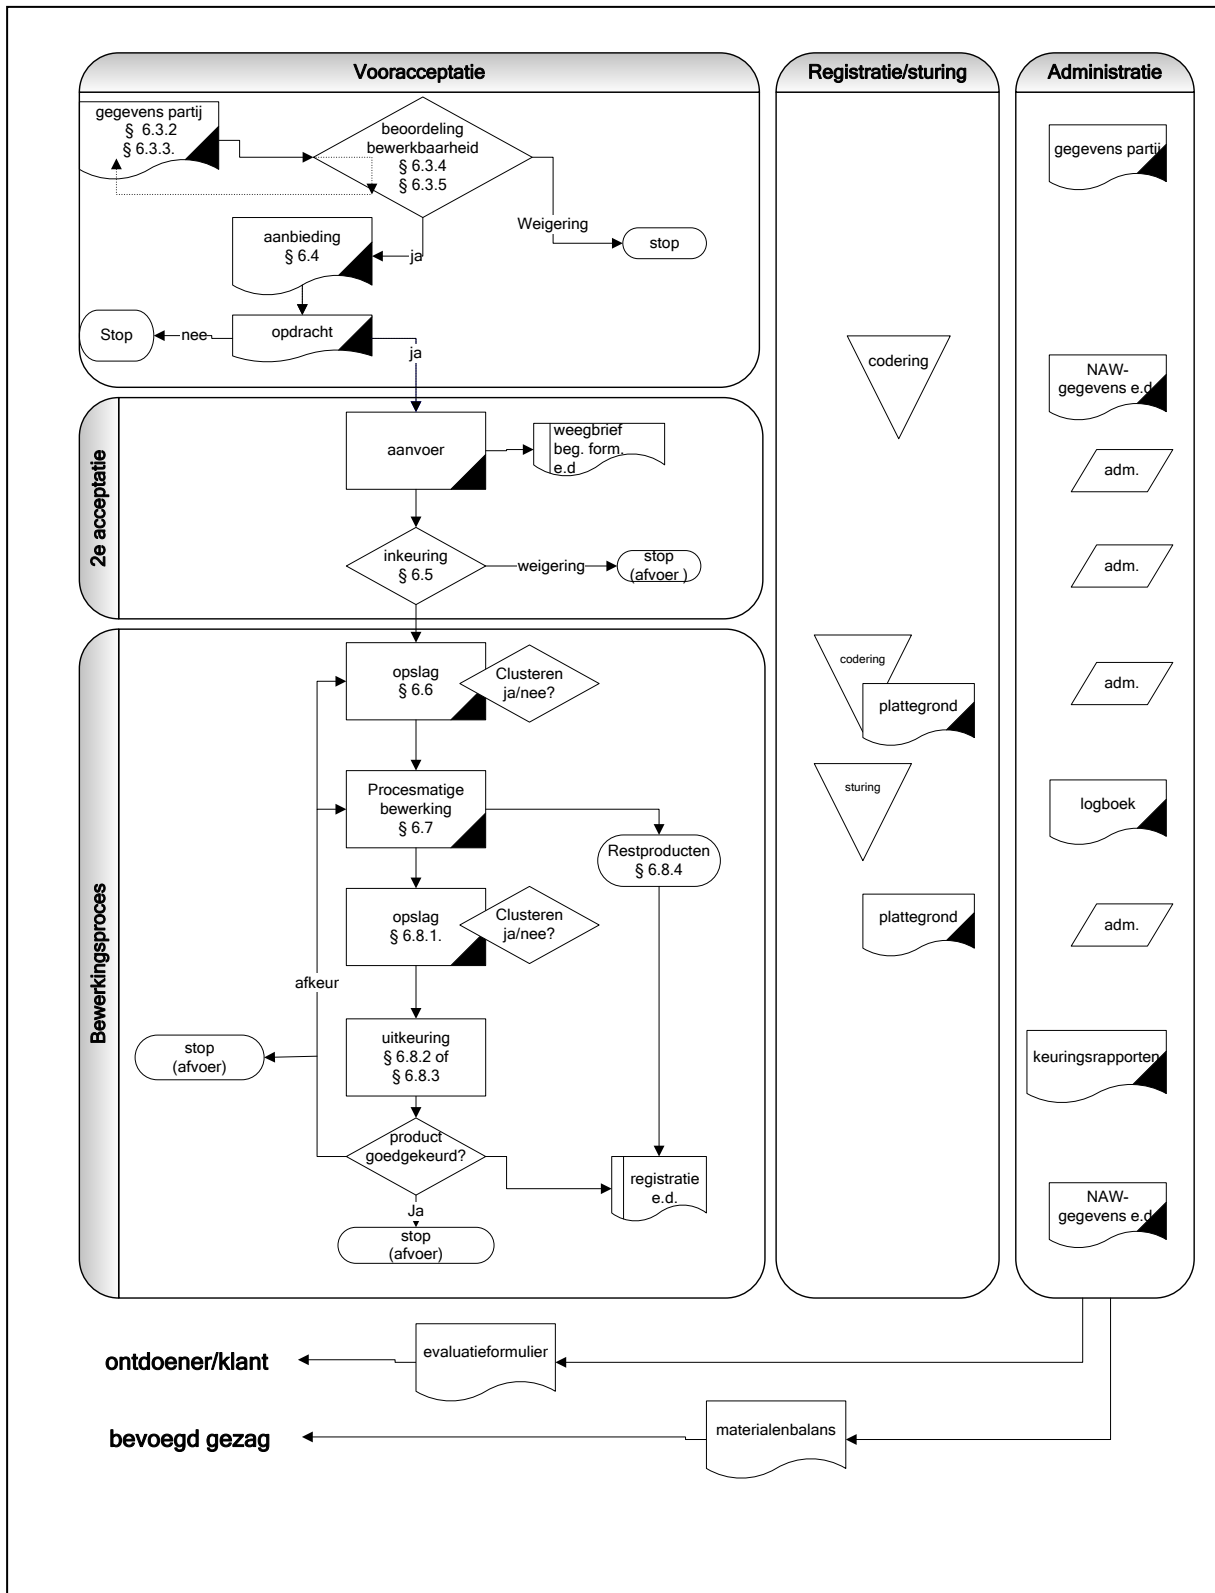 Vooracceptatie
gegevens partij
§ 6.3.2
§ 6.3.3.
beoordeling
bewerkbaarheid
§ 6.3.4
§ 6.3.5
Weigering
stop
ja
aanbieding
§ 6.4
opdracht
nee
Stop
ja
2e acceptatie
aanvoer
weegbrief
beg. form.
e.d
inkeuring
§ 6.5
weigering
stop
(afvoer )
Bewerkingsproces
opslag
§ 6.6
Clusteren
ja/nee?
Procesmatige
bewerking
§ 6.7
Restproducten
§ 6.8.4
opslag
§ 6.8.1.
Clusteren
ja/nee?
afkeur
uitkeuring
§ 6.8.2 of
§ 6.8.3
stop
(afvoer)
product
goedgekeurd?
registratie
e.d.
Ja
stop
(afvoer)
Registratie/sturing
codering
codering
plattegrond
sturing
plattegrond
Administratie
gegevens partij
NAW-
gegevens e.d
adm.
adm.
adm.
logboek
adm.
keuringsrapporten
NAW-
gegevens e.d
ontdoener/klant
evaluatieformulier
bevoegd gezag
materialenbalans